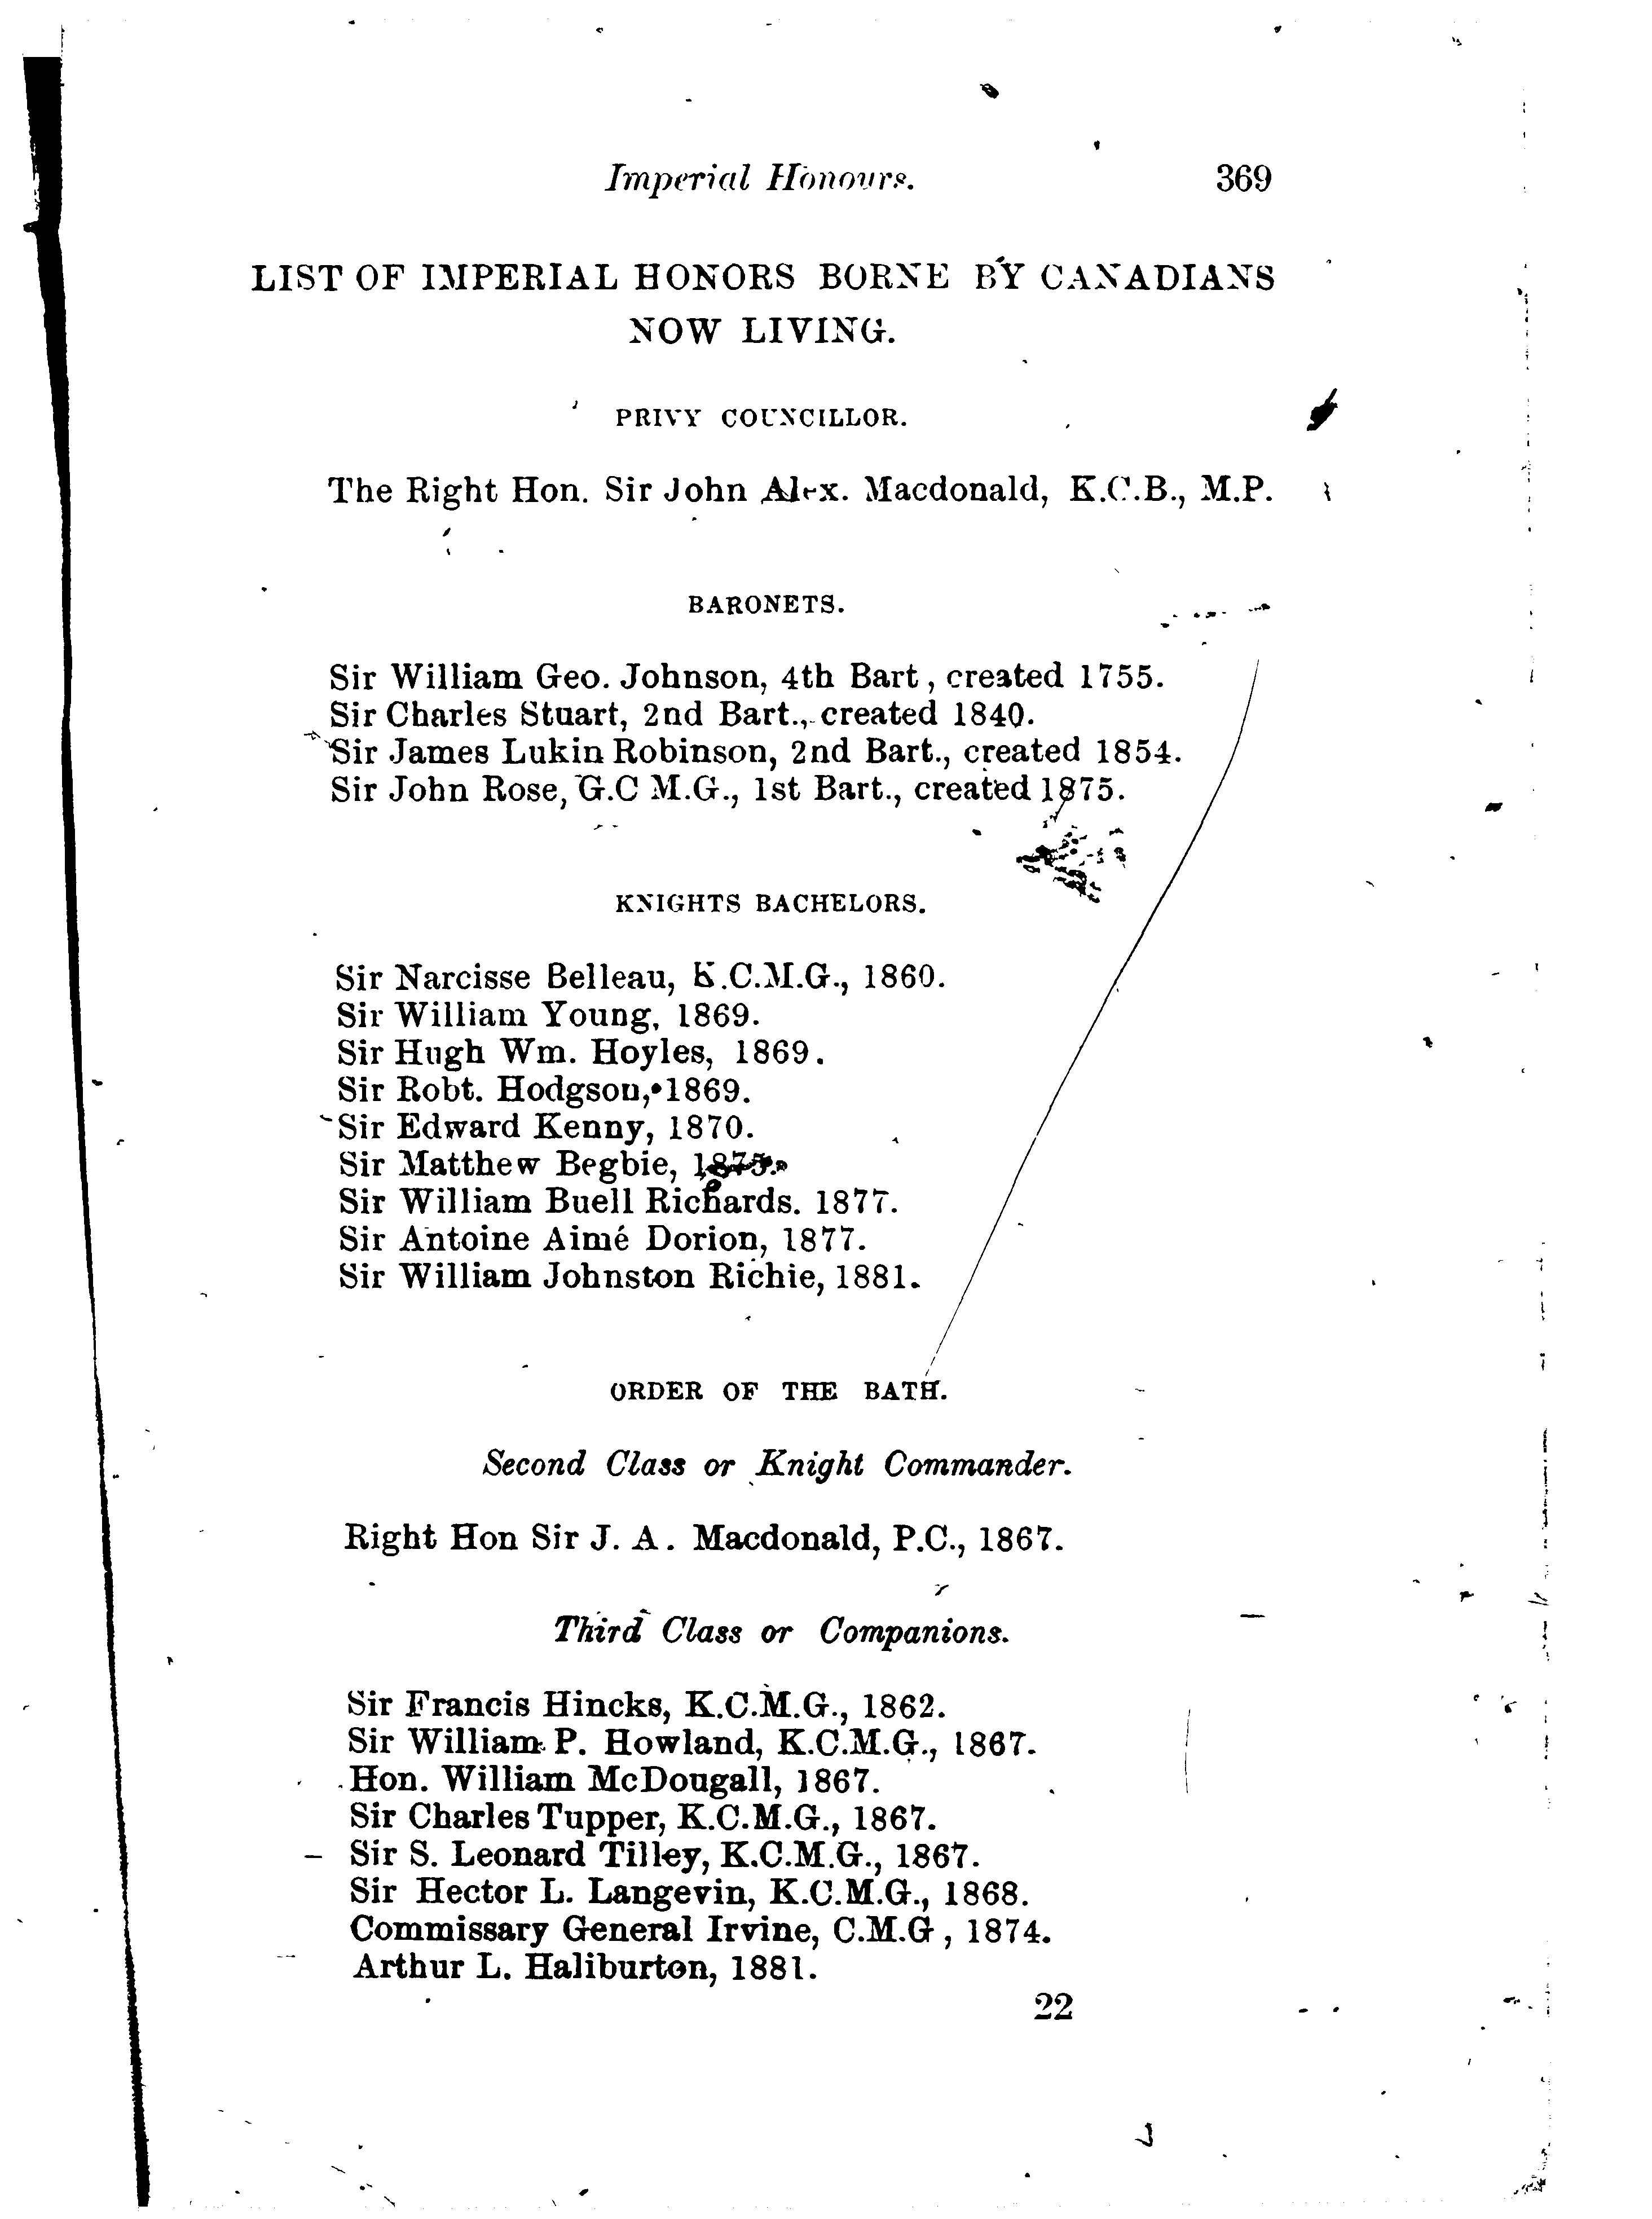 Imperial Honours. 369
LIST OF IMPERIAL HONORS BORNE BY CANADIANS
NOW LIVING.
PRIVY COUNCILLOR.
The Right Hon. Sir John Alex. Macdonald, K.C.B., M.P.
BARONETS.
Sir William Geo. Johnson, 4th Bart, created 1755.
Sir Charles Stuart, 2nd Bart., created 1840.
Sir James Lukin Robinson, 2nd Bart., created 1854.
Sir John Rose, G.C M.G., 1st Bart., created 1875.
KNIGHTS BACHELORS.
Sir Narcisse Belleau, K.C.M.G., 1860.
Sir William Young, 1869.
Sir Hugh Wm. Hoyles, 1869.
Sir Robt. Hodgson, 1869.
Sir Edward Kenny, 1870.
Sir Matthew Begbie, 1875.
Sir William Buell Richards. 1877.
Sir Antoine Aimé Dorion, 1877.
Sir William Johnston Richie, 1881.
ORDER OF THE BATH.
Second Class or Knight Commander.
Right Hon Sir J. A. Macdonald, P.C., 1867.
Third Class or Companions.
Sir Francis Hincks, K.C.M.G., 1862.
Sir William P. Howland, K.C.M.G., 1867.
Hon. William McDougall, 1867.
Sir Charles Tupper, K.C.M.G., 1867.
Sir S. Leonard Tilley, K.C.M.G., 1867.
Sir Hector L. Langevin, K.C.M.G., 1868.
Commissary General Irvine, C.M.G, 1874.
Arthur L. Haliburton, 1881.
22